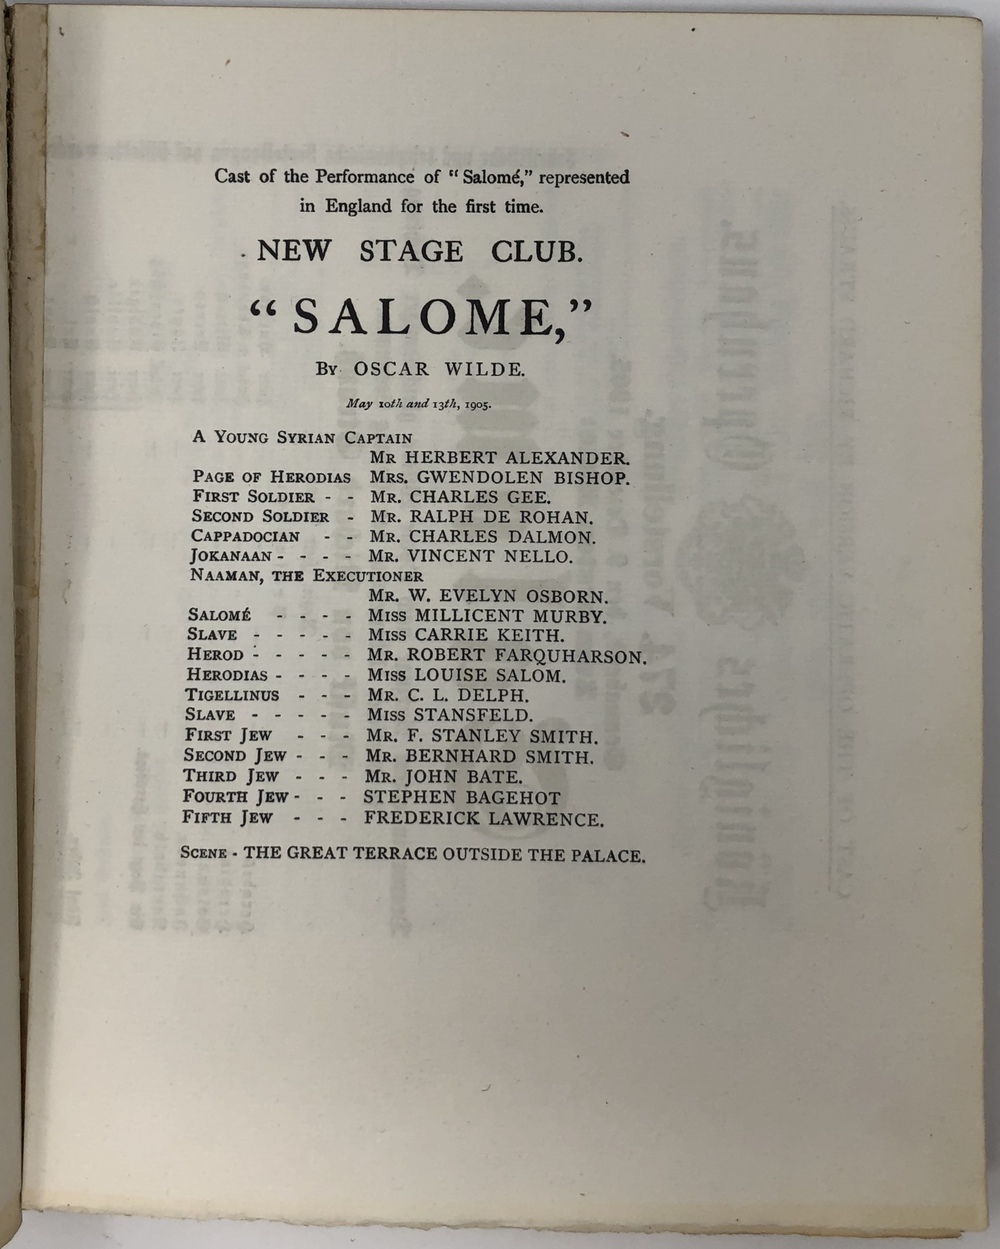 Cast of the Performance of “Salomé,” represented
in England for the first time.
NEW STAGE CLUB.
“SALOME,”
By OSCAR WILDE.
May 10th and 13th, 1905.
A Young Syrian Captain
Mr HERBERT ALEXANDER.
Page of Herodias Mrs. GWENDOLEN BISHOP.
First Soldier - - Mr. CHARLES GEE.
Second Soldier - Mr. RALPH DE ROHAN.
Cappadocian - - Mr. CHARLES DALMON.
Jokanaan - - - - Mr. VINCENT NELLO.
Naaman, the Executioner
Mr. W. EVELYN OSBORN.
Salomé - - - - Miss MILLICENT MURBY.
Slave - - - - - Miss CARRIE KEITH.
Herod - - - - - Mr. ROBERT FARQUHARSON.
Herodias - - - - Miss LOUISE SALOM.
Tigellinus - - - Mr. C. L. DELPH.
Slave - - - - - Miss STANSFELD.
First Jew - - - Mr. F. STANLEY SMITH.
Second Jew - - - Mr. BERNHARD SMITH.
Third Jew - - - Mr. JOHN BATE.
Fourth Jew - - - STEPHEN BAGEHOT
Fifth Jew - - - FREDERICK LAWRENCE.
Scene - THE GREAT TERRACE OUTSIDE THE PALACE.